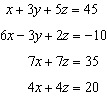 x + 3y + 5z = 45
6x − 3y + 2z = −10
7x + 7z = 35
4x + 4z = 20